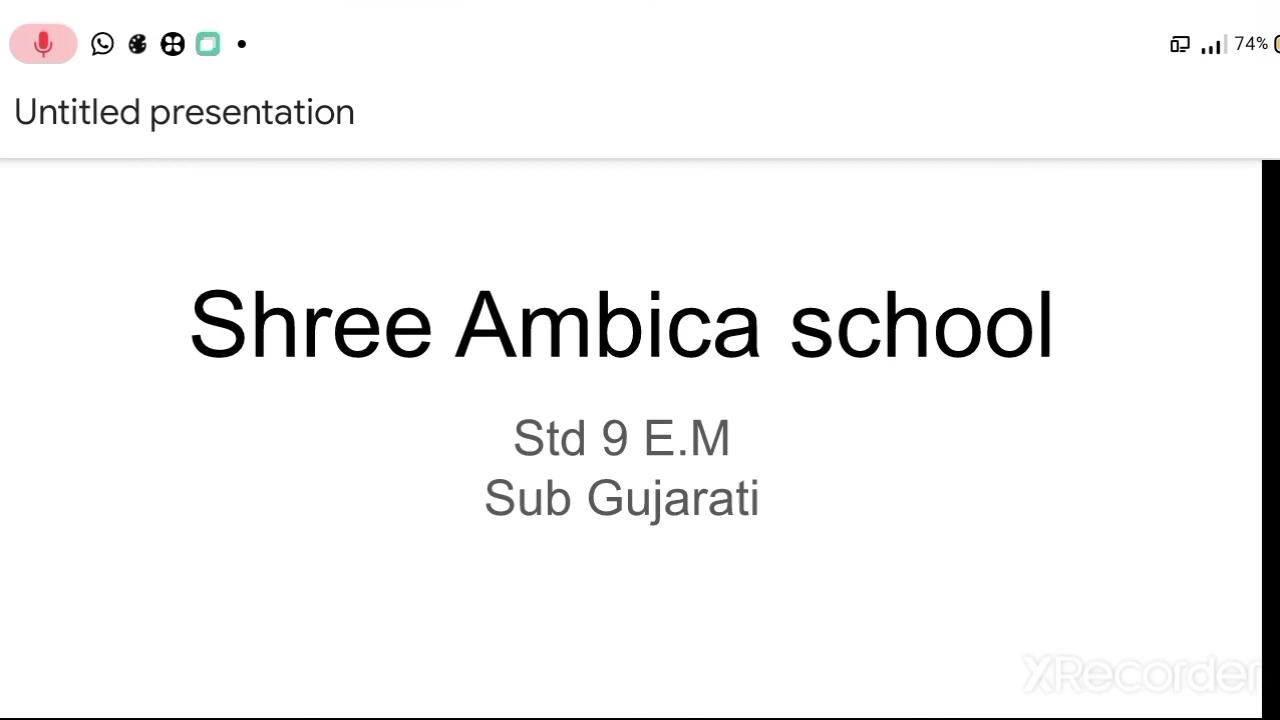 74%
Untitled presentation
Shree Ambica school
Std 9 E.M
Sub Gujarati
XRecorder